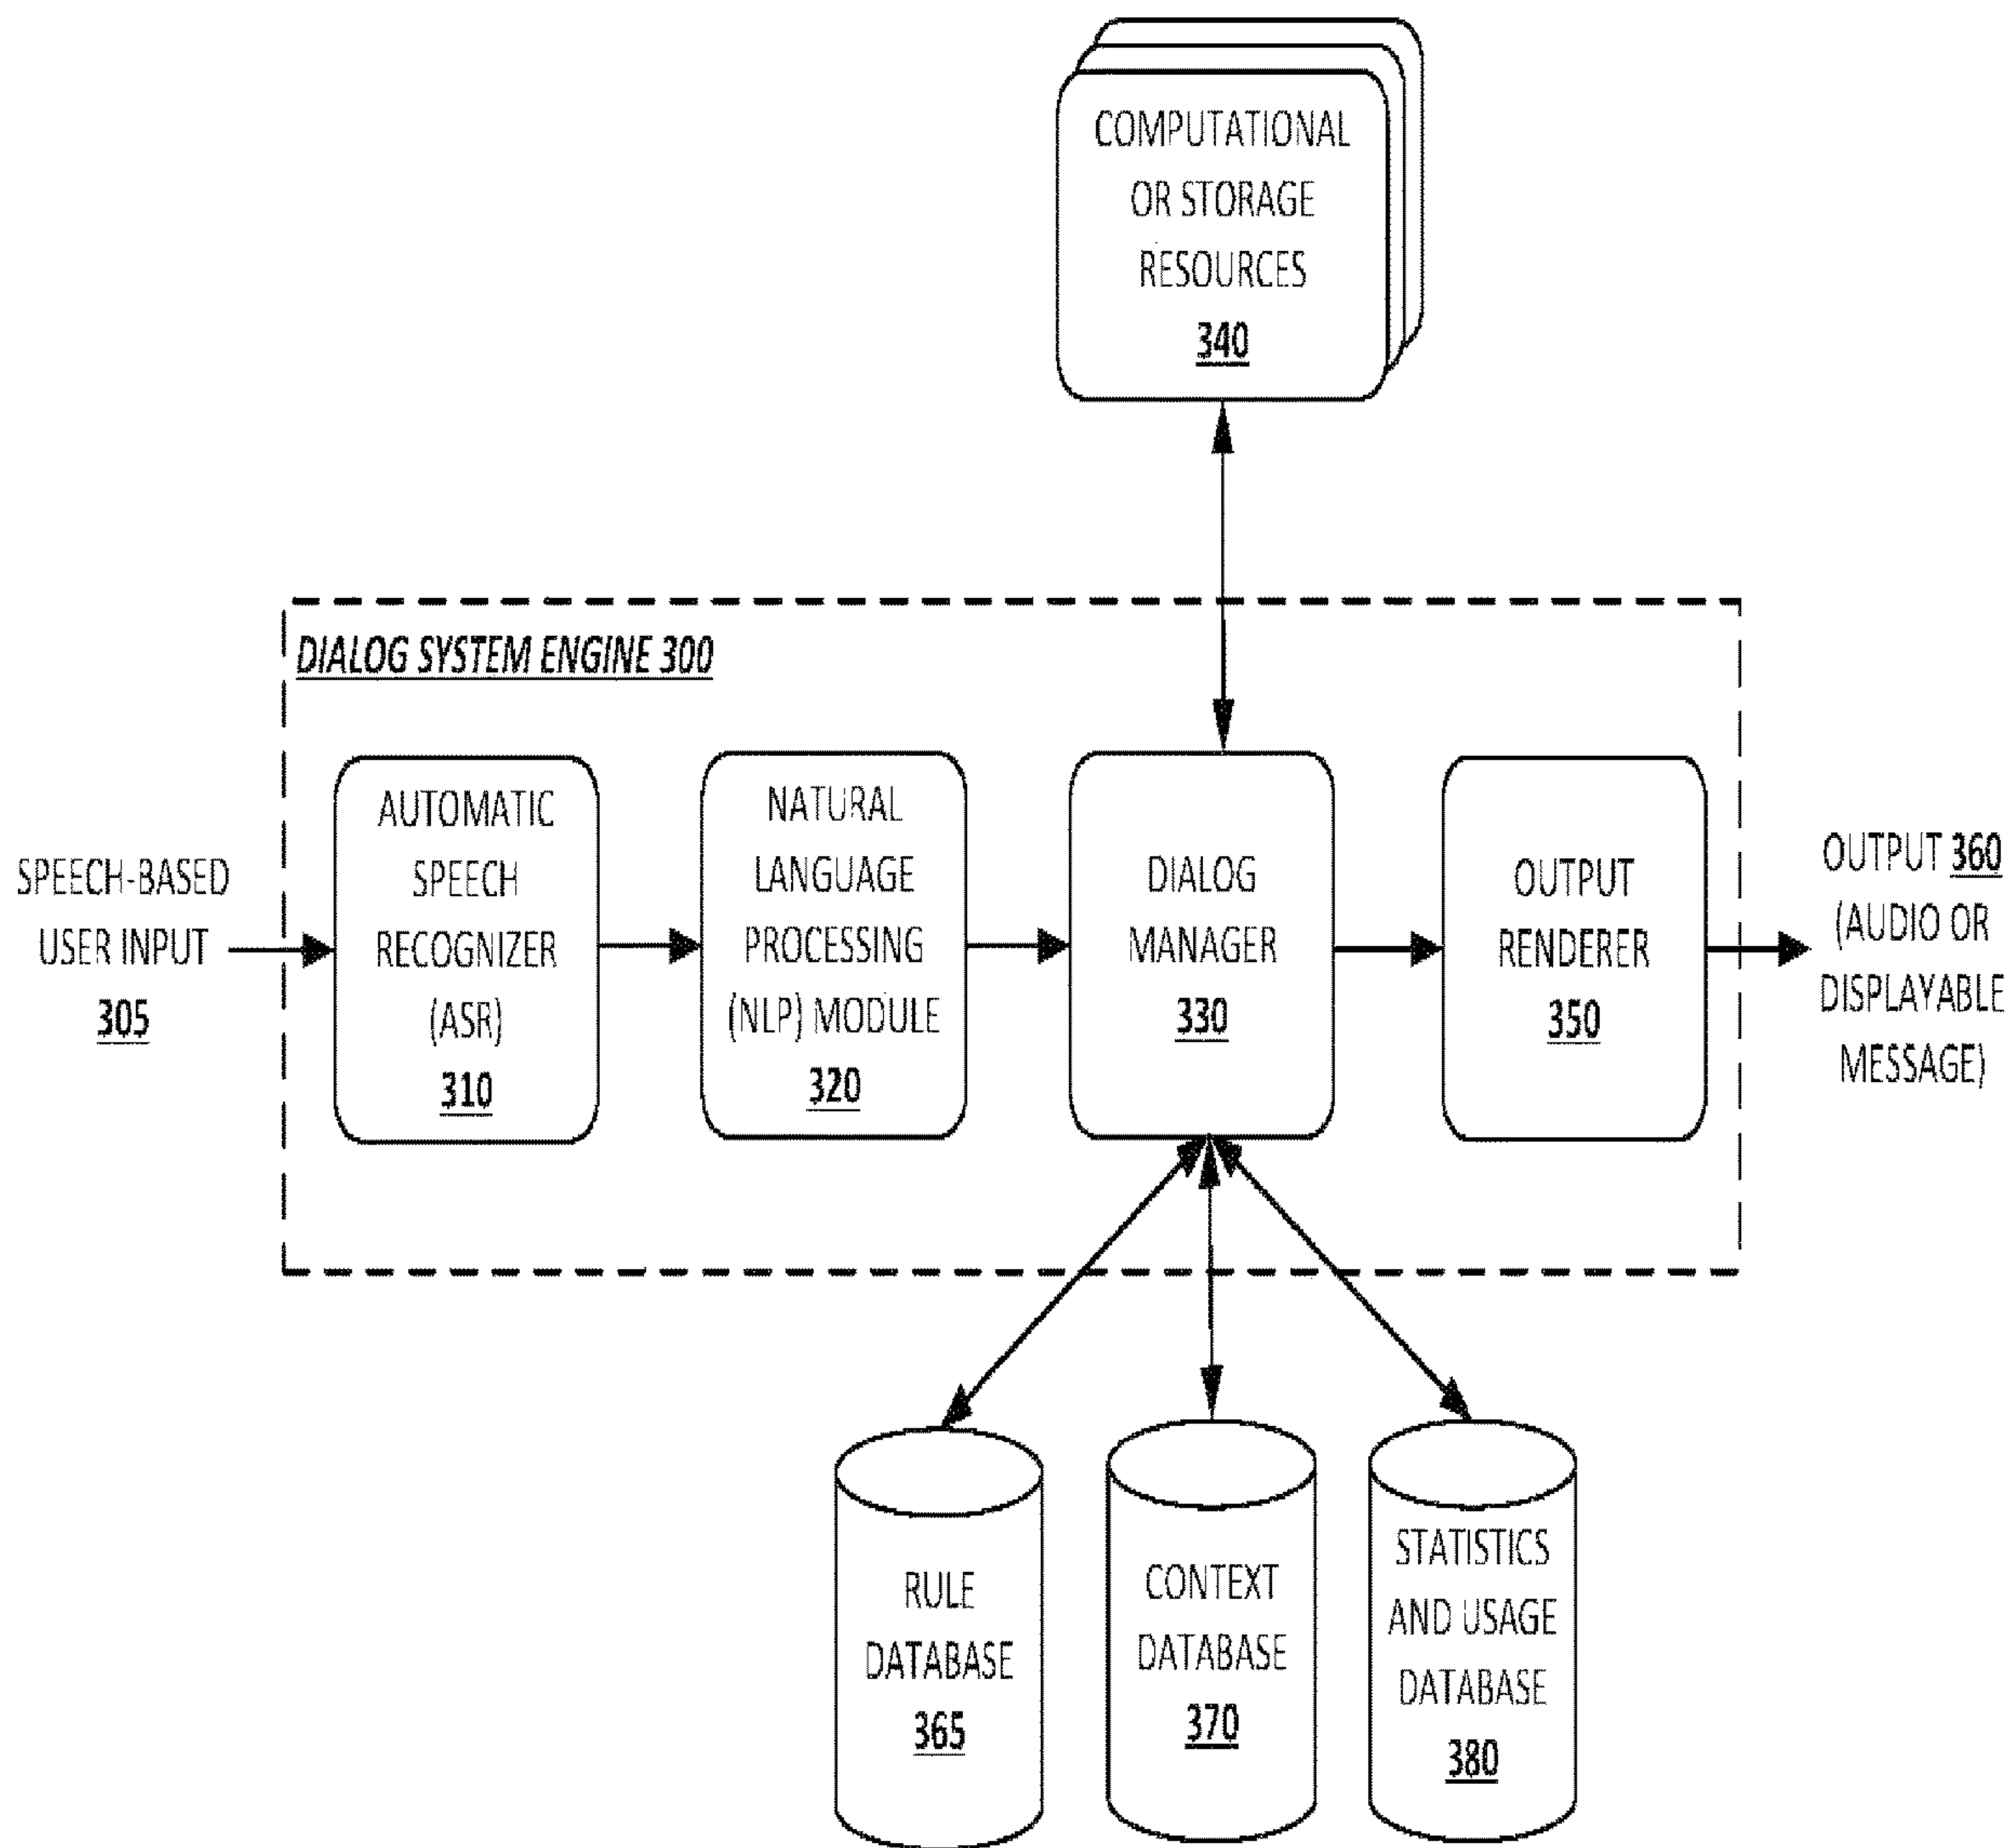 COMPUTATIONAL
OR STORAGE
RESOURCES
340
DIALOG SYSTEM ENGINE 300
SPEECH-BASED
USER INPUT
305
AUTOMATIC
SPEECH
RECOGNIZER
(ASR)
310
NATURAL
LANGUAGE
PROCESSING
(NLP) MODULE
320
DIALOG
MANAGER
330
OUTPUT
RENDERER
350
OUTPUT 360
(AUDIO OR
DISPLAYABLE
MESSAGE)
RULE
DATABASE
365
CONTEXT
DATABASE
370
STATISTICS
AND USAGE
DATABASE
380